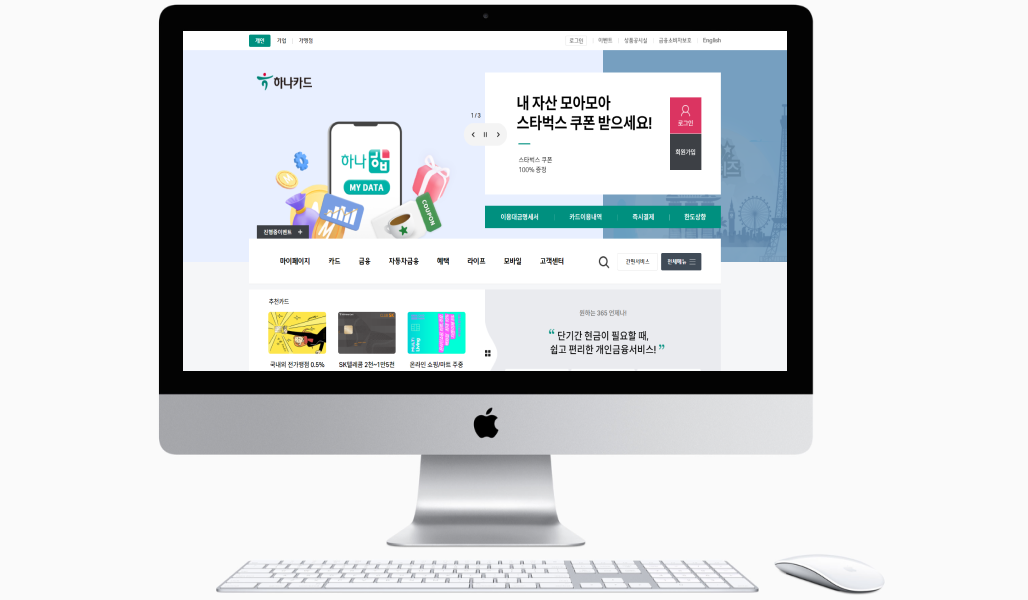 개인 기업 가맹점
로그인 이벤트 상품공시실 금융소비자보호 English
하나카드
1 / 3
내 자산 모아모아
스타벅스 쿠폰 받으세요!
스타벅스 쿠폰
100% 증정
로그인
회원가입
하나 합
MY DATA
COUPON
이용대금명세서 카드이용내역 즉시결제 한도상향
진행중이벤트 +
마이페이지 카드 금융 자동차금융 혜택 라이프 모바일 고객센터
간편서비스 전체메뉴
추천카드
원하는 365 언제나!
“ 단기간 현금이 필요할 때,
쉽고 편리한 개인금융서비스! ”
국내외 전가맹점 0.5% SK텔레콤 2천~1만5천 온라인 쇼핑/마트 주중